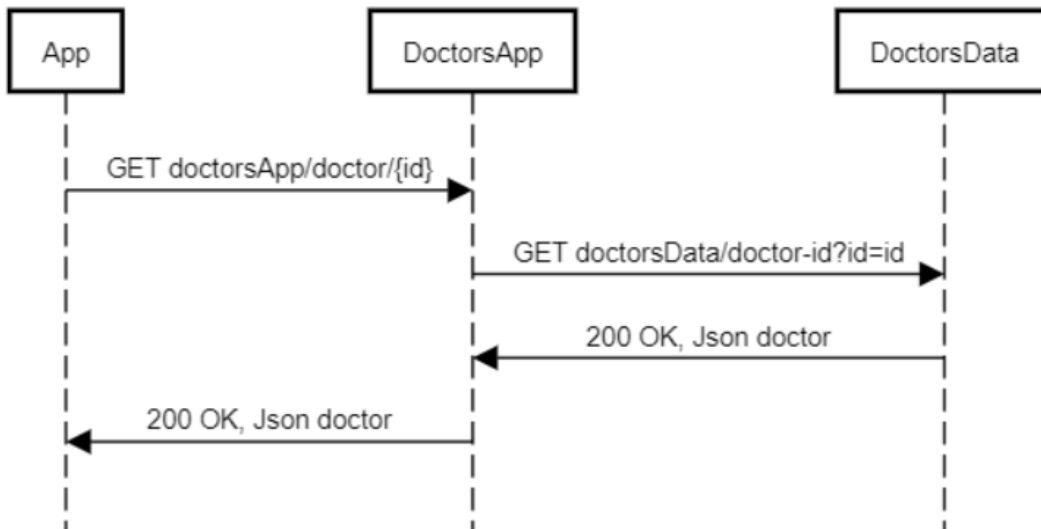 App
DoctorsApp
DoctorsData
GET doctorsApp/doctor/{id}
GET doctorsData/doctor-id?id=id
200 OK, Json doctor
200 OK, Json doctor